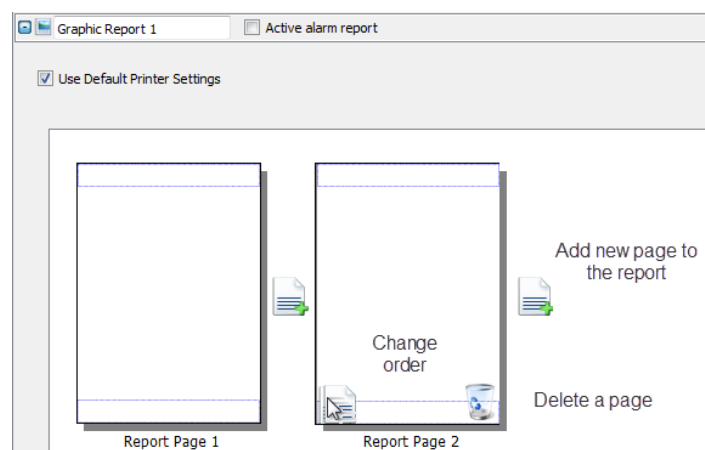 Graphic Report 1
Active alarm report
Use Default Printer Settings
Add new page to
the report
Change
order
Delete a page
Report Page 1
Report Page 2